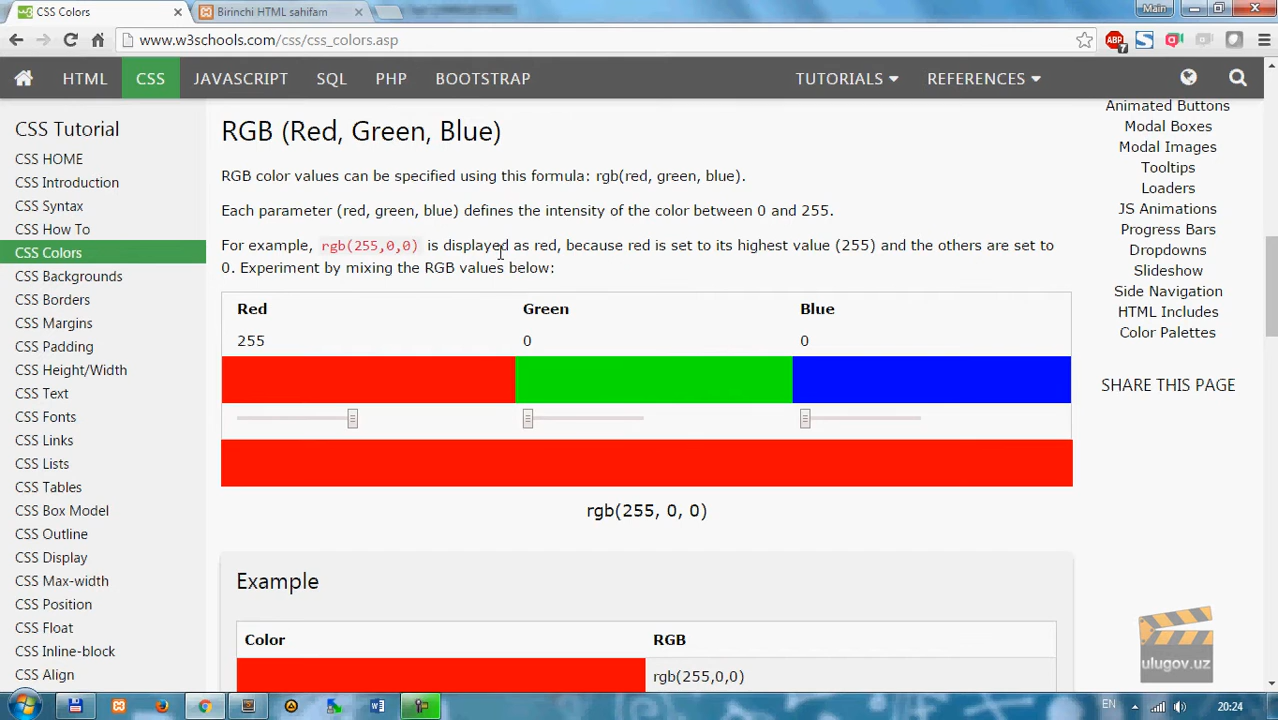 CSS Colors
Birinchi HTML sahifam
Main
www.w3schools.com/css/css_colors.asp
ABP
7
HTML
CSS
JAVASCRIPT
SQL
PHP
BOOTSTRAP
TUTORIALS
REFERENCES
CSS Tutorial
CSS HOME
CSS Introduction
CSS Syntax
CSS How To
CSS Colors
CSS Backgrounds
CSS Borders
CSS Margins
CSS Padding
CSS Height/Width
CSS Text
CSS Fonts
CSS Links
CSS Lists
CSS Tables
CSS Box Model
CSS Outline
CSS Display
CSS Max-width
CSS Position
CSS Float
CSS Inline-block
CSS Align
RGB (Red, Green, Blue)
RGB color values can be specified using this formula: rgb(red, green, blue).
Each parameter (red, green, blue) defines the intensity of the color between 0 and 255.
For example, rgb(255,0,0) is displayed as red, because red is set to its highest value (255) and the others are set to
0. Experiment by mixing the RGB values below:
Red Green Blue
255 0 0
rgb(255, 0, 0)
Example
Color RGB
rgb(255,0,0)
Animated Buttons
Modal Boxes
Modal Images
Tooltips
Loaders
JS Animations
Progress Bars
Dropdowns
Slideshow
Side Navigation
HTML Includes
Color Palettes
SHARE THIS PAGE
ulugov.uz
EN
20:24